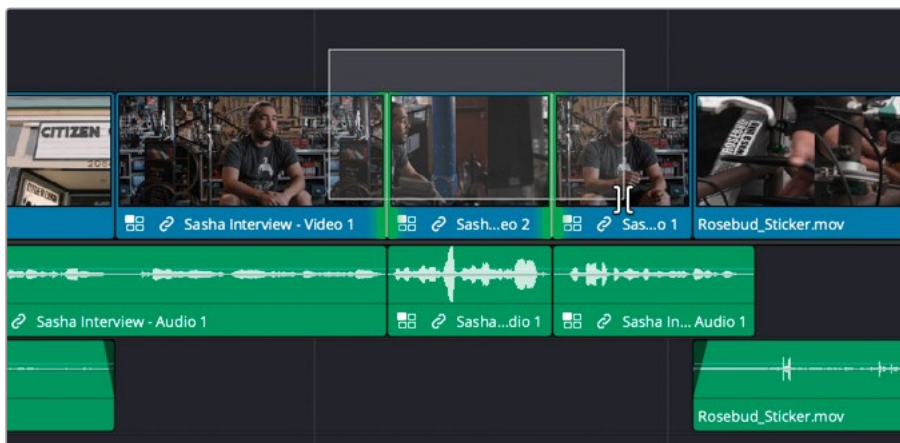 CITIZEN
Sasha Interview - Video 1
Sash...eo 2
Sas...o 1
Rosebud_Sticker.mov
Sasha Interview - Audio 1
Sasha...dio 1
Sasha In... Audio 1
Rosebud_Sticker.mov